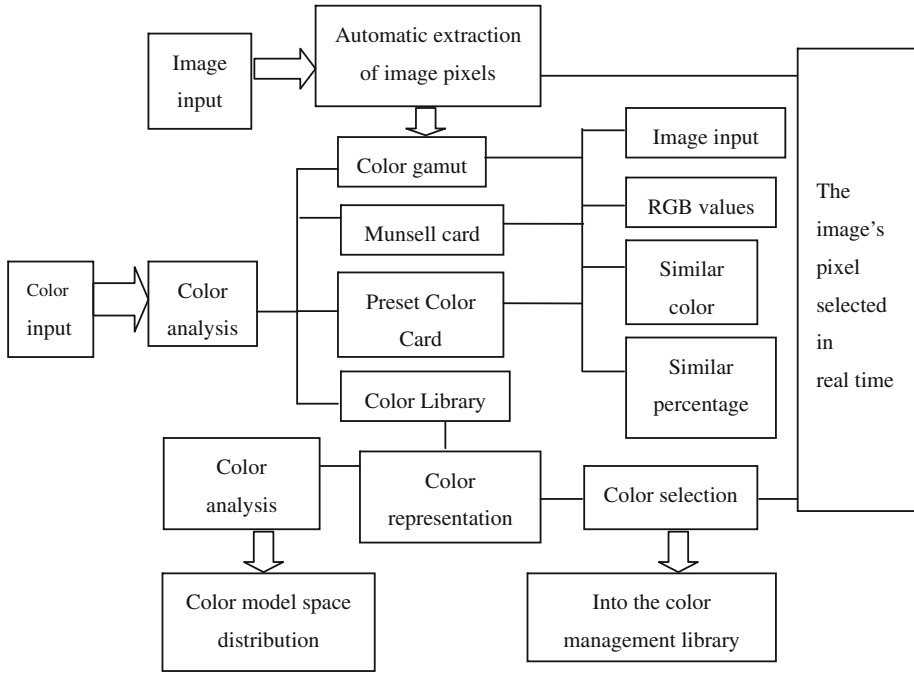 Image
input
Automatic extraction
of image pixels
Color gamut
Munsell card
Preset Color
Card
Color Library
Color
input
Color
analysis
Image input
RGB values
Similar
color
Similar
percentage
The
image's
pixel
selected
in
real time
Color
analysis
Color
representation
Color selection
Color model space
distribution
Into the color
management library